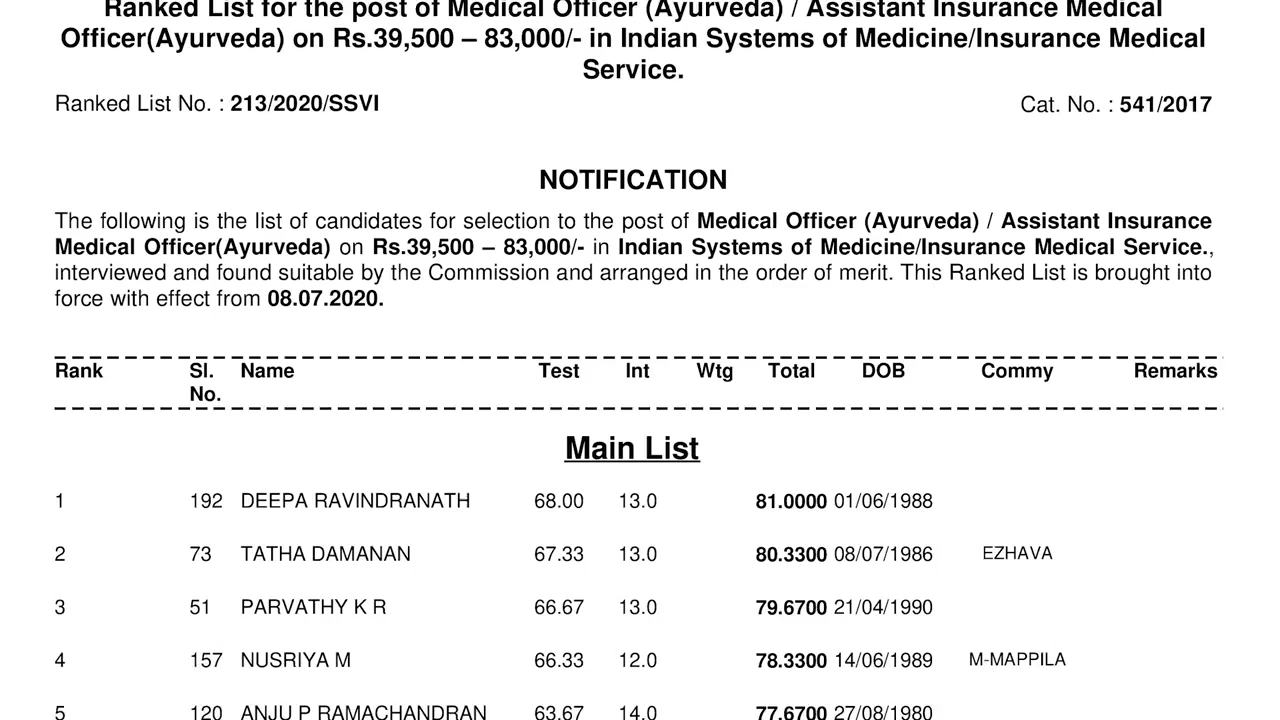 Ranked List for the post of Medical Officer (Ayurveda) / Assistant Insurance Medical
Officer(Ayurveda) on Rs.39,500 – 83,000/- in Indian Systems of Medicine/Insurance Medical
Service.
Ranked List No. : 213/2020/SSVI Cat. No. : 541/2017
NOTIFICATION
The following is the list of candidates for selection to the post of Medical Officer (Ayurveda) / Assistant Insurance
Medical Officer(Ayurveda) on Rs.39,500 – 83,000/- in Indian Systems of Medicine/Insurance Medical Service.,
interviewed and found suitable by the Commission and arranged in the order of merit. This Ranked List is brought into
force with effect from 08.07.2020.
Rank Sl. Name Test Int Wtg Total DOB Commy Remarks
No.
Main List
1 192 DEEPA RAVINDRANATH 68.00 13.0 81.0000 01/06/1988
2 73 TATHA DAMANAN 67.33 13.0 80.3300 08/07/1986 EZHAVA
3 51 PARVATHY K R 66.67 13.0 79.6700 21/04/1990
4 157 NUSRIYA M 66.33 12.0 78.3300 14/06/1989 M-MAPPILA
5 120 ANJU P RAMACHANDRAN 63.67 14.0 77.6700 27/08/1980